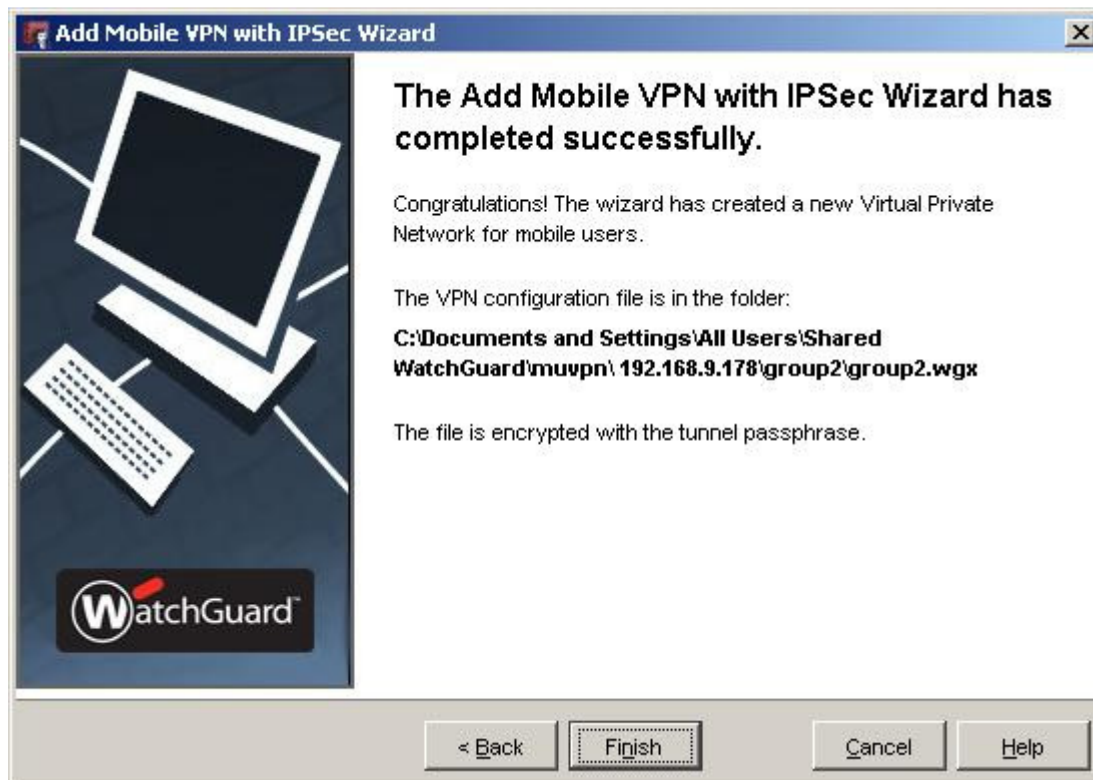 Add Mobile VPN with IPSec Wizard
The Add Mobile VPN with IPSec Wizard has
completed successfully.
Congratulations! The wizard has created a new Virtual Private
Network for mobile users.
The VPN configuration file is in the folder:
C:\Documents and Settings\All Users\Shared
WatchGuard\muvpn\ 192.168.9.178\group2\group2.wgx
The file is encrypted with the tunnel passphrase.
WatchGuard™
< Back
Finish
Cancel
Help